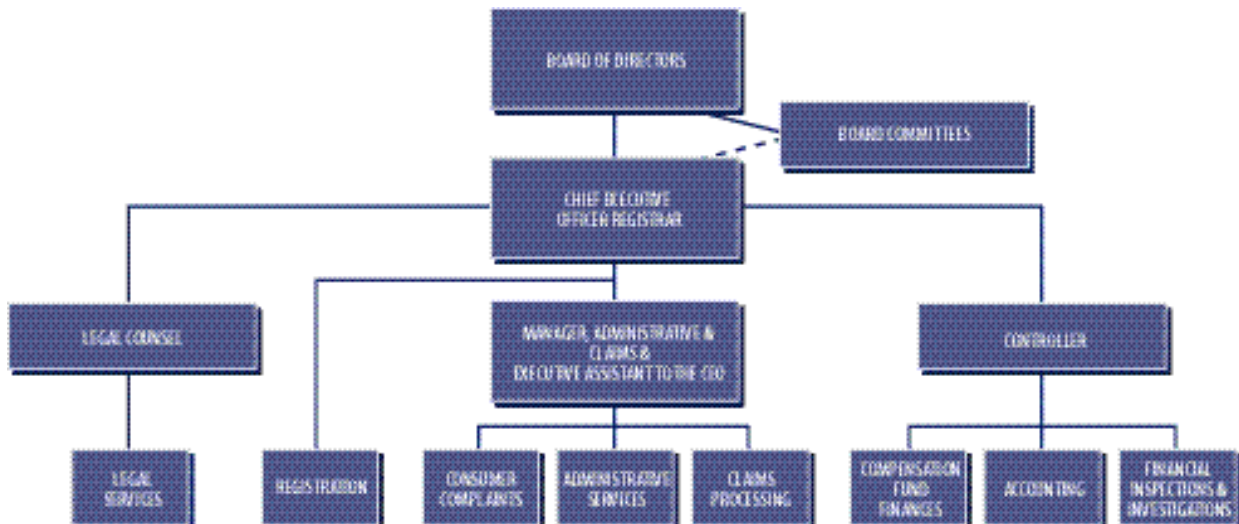 BOARD OF DIRECTORS
BOARD COMMITTEES
CHIEF EXECUTIVE
OFFICER REGISTRAR
LEGAL COUNSEL
MANAGER, ADMINISTRATIVE &
CLAIMS &
EXECUTIVE ASSISTANT TO THE CEO
CONTROLLER
LEGAL
SERVICES
REGISTRATION
CONSUMER
COMPLAINTS
ADMINISTRATIVE
SERVICES
CLAIMS
PROCESSING
COMPENSATION
FUND
FINANCES
ACCOUNTING
FINANCIAL
INSPECTIONS &
INVESTIGATIONS